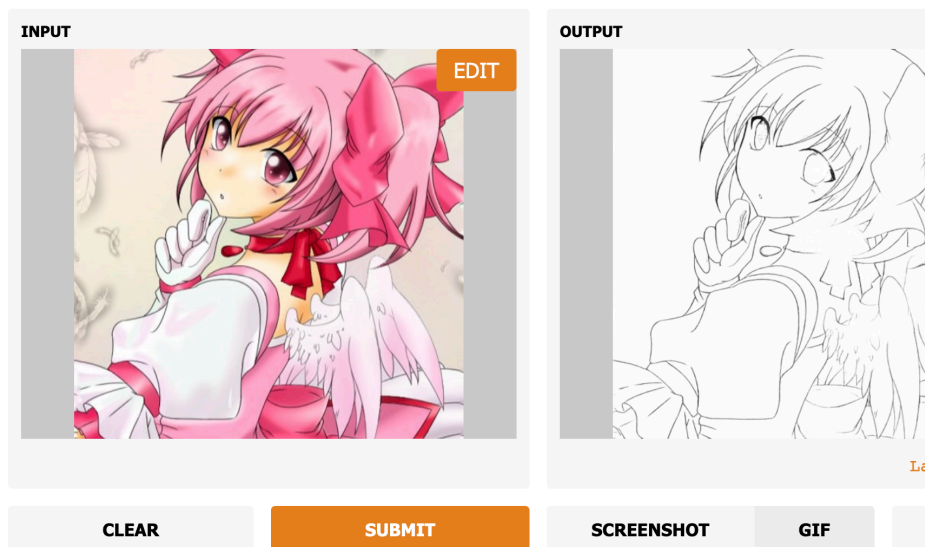 INPUT
OUTPUT
EDIT
CLEAR
SUBMIT
SCREENSHOT
GIF